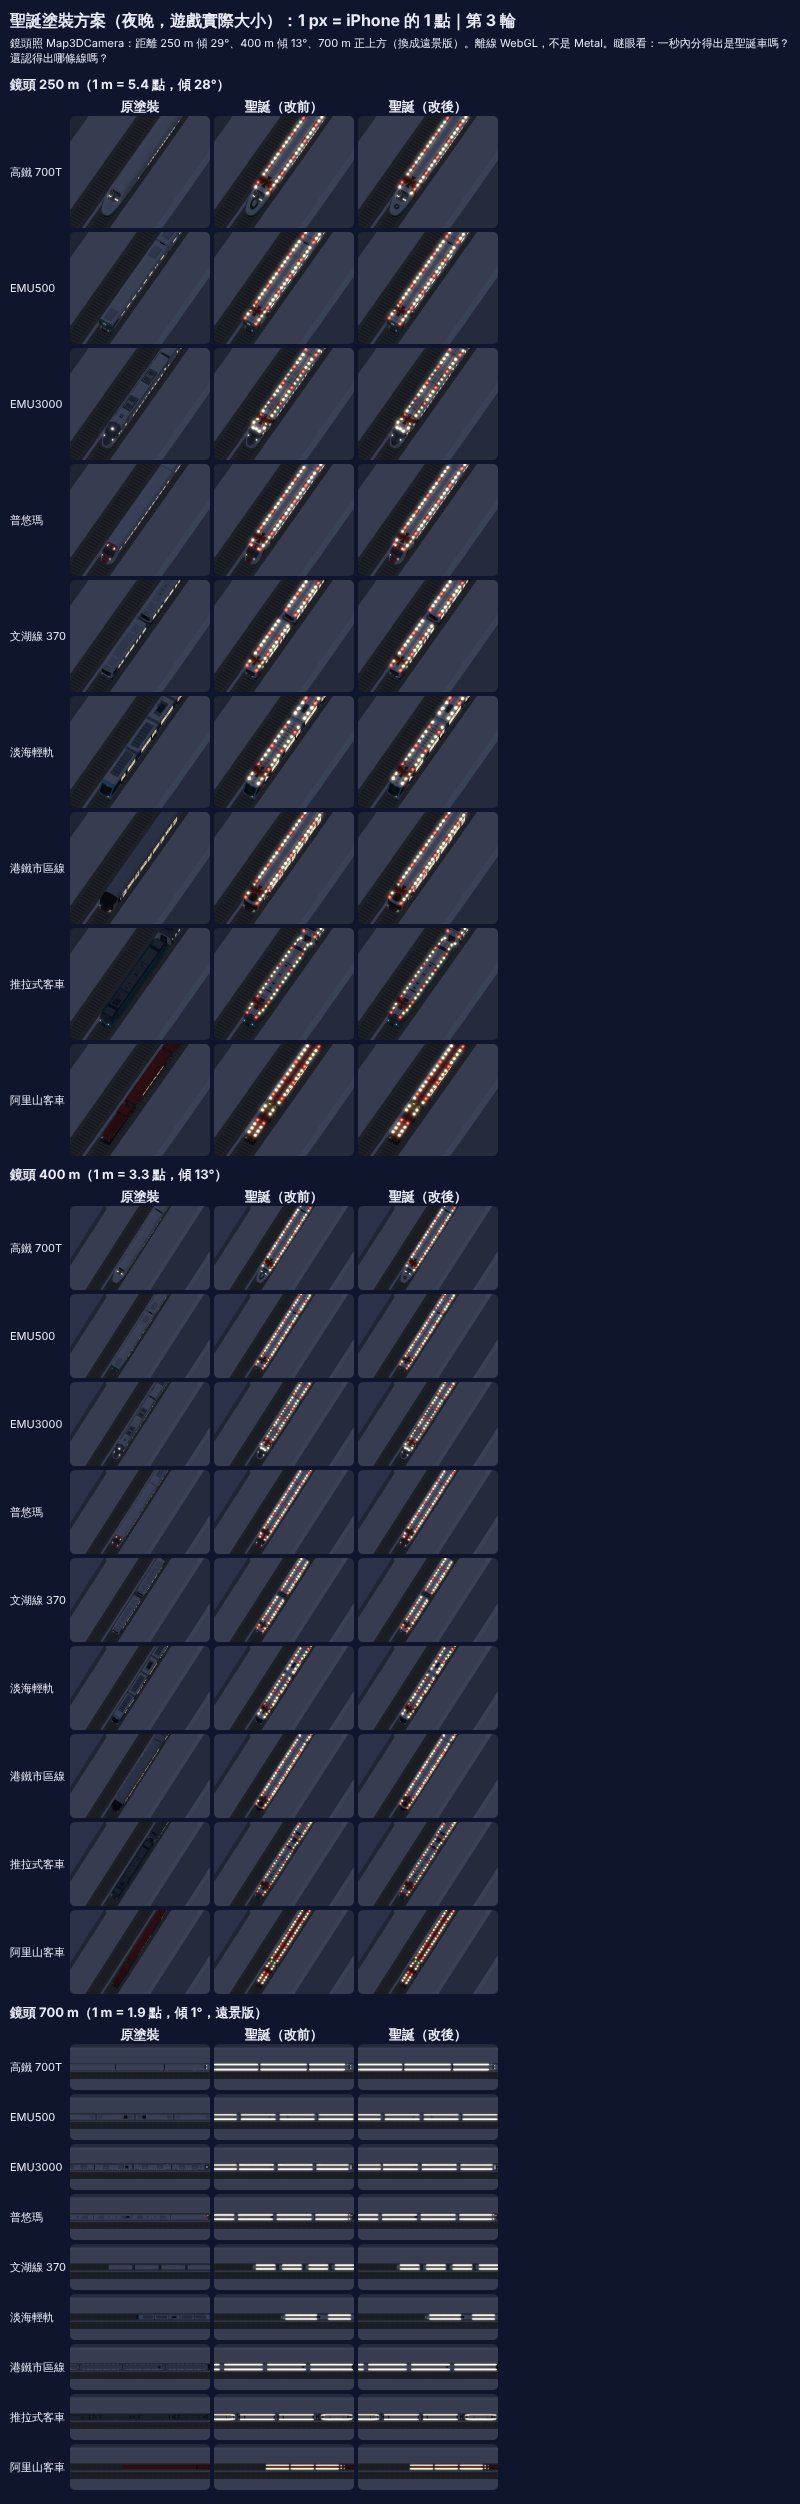 聖誕塗裝方案（夜晚，遊戲實際大小）：1 px = iPhone 的 1 點｜第 3 輪
鏡頭照 Map3DCamera：距離 250 m 傾 29°、400 m 傾 13°、700 m 正上方（換成遠景版）。離線 WebGL，不是 Metal。瞇眼看：一秒內分得出是聖誕車嗎？
還認得出哪條線嗎？
鏡頭 250 m（1 m = 5.4 點，傾 28°）
原塗裝 聖誕（改前） 聖誕（改後）
高鐵 700T
EMU500
EMU3000
普悠瑪
文湖線 370
淡海輕軌
港鐵市區線
推拉式客車
阿里山客車
鏡頭 400 m（1 m = 3.3 點，傾 13°）
原塗裝 聖誕（改前） 聖誕（改後）
高鐵 700T
EMU500
EMU3000
普悠瑪
文湖線 370
淡海輕軌
港鐵市區線
推拉式客車
阿里山客車
鏡頭 700 m（1 m = 1.9 點，傾 1°，遠景版）
原塗裝 聖誕（改前） 聖誕（改後）
高鐵 700T
EMU500
EMU3000
普悠瑪
文湖線 370
淡海輕軌
港鐵市區線
推拉式客車
阿里山客車